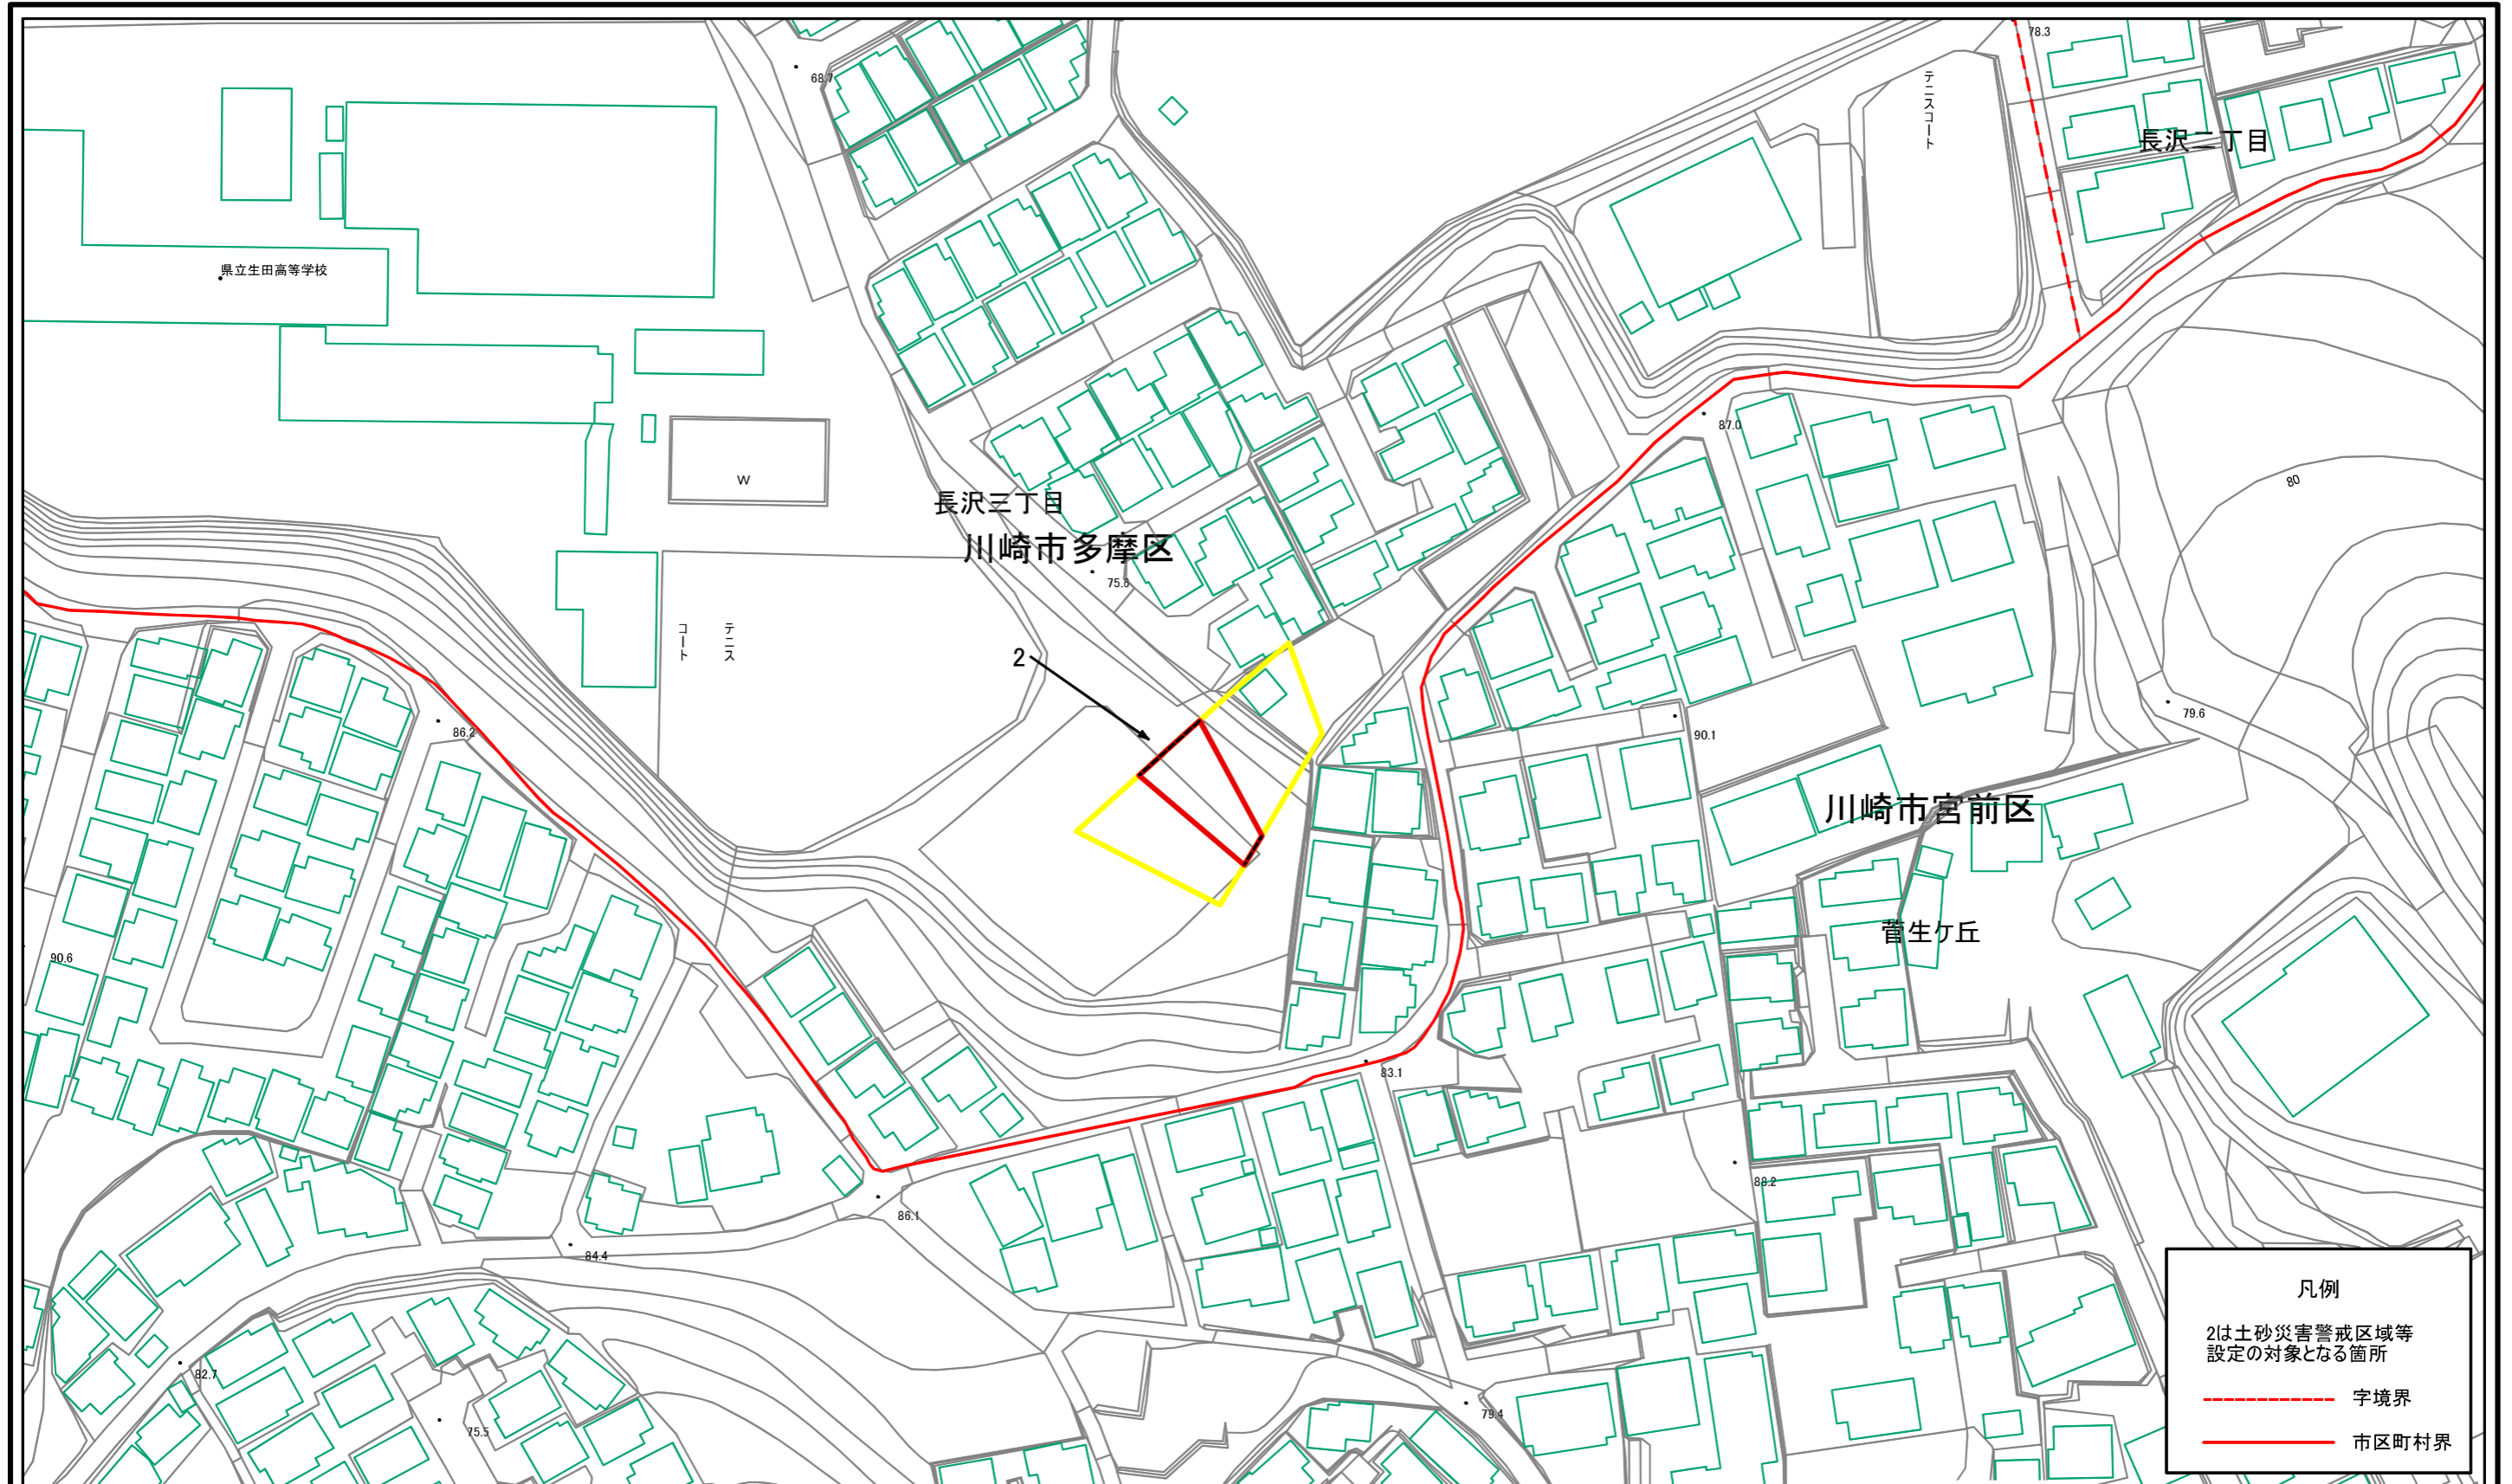 78.3
68.7
テニスコート
長沢二丁目
県立生田高等学校
87.0
W
80
長沢三丁目
川崎市多摩区
75.6
コート
テニス
2
79.6
86.2
90.1
川崎市宮前区
菅生ケ丘
90.6
83.1
88.2
86.1
84.4
凡例
2は土砂災害警戒区域等
設定の対象となる箇所
82.7
字境界
79.4
75.5
市区町村界